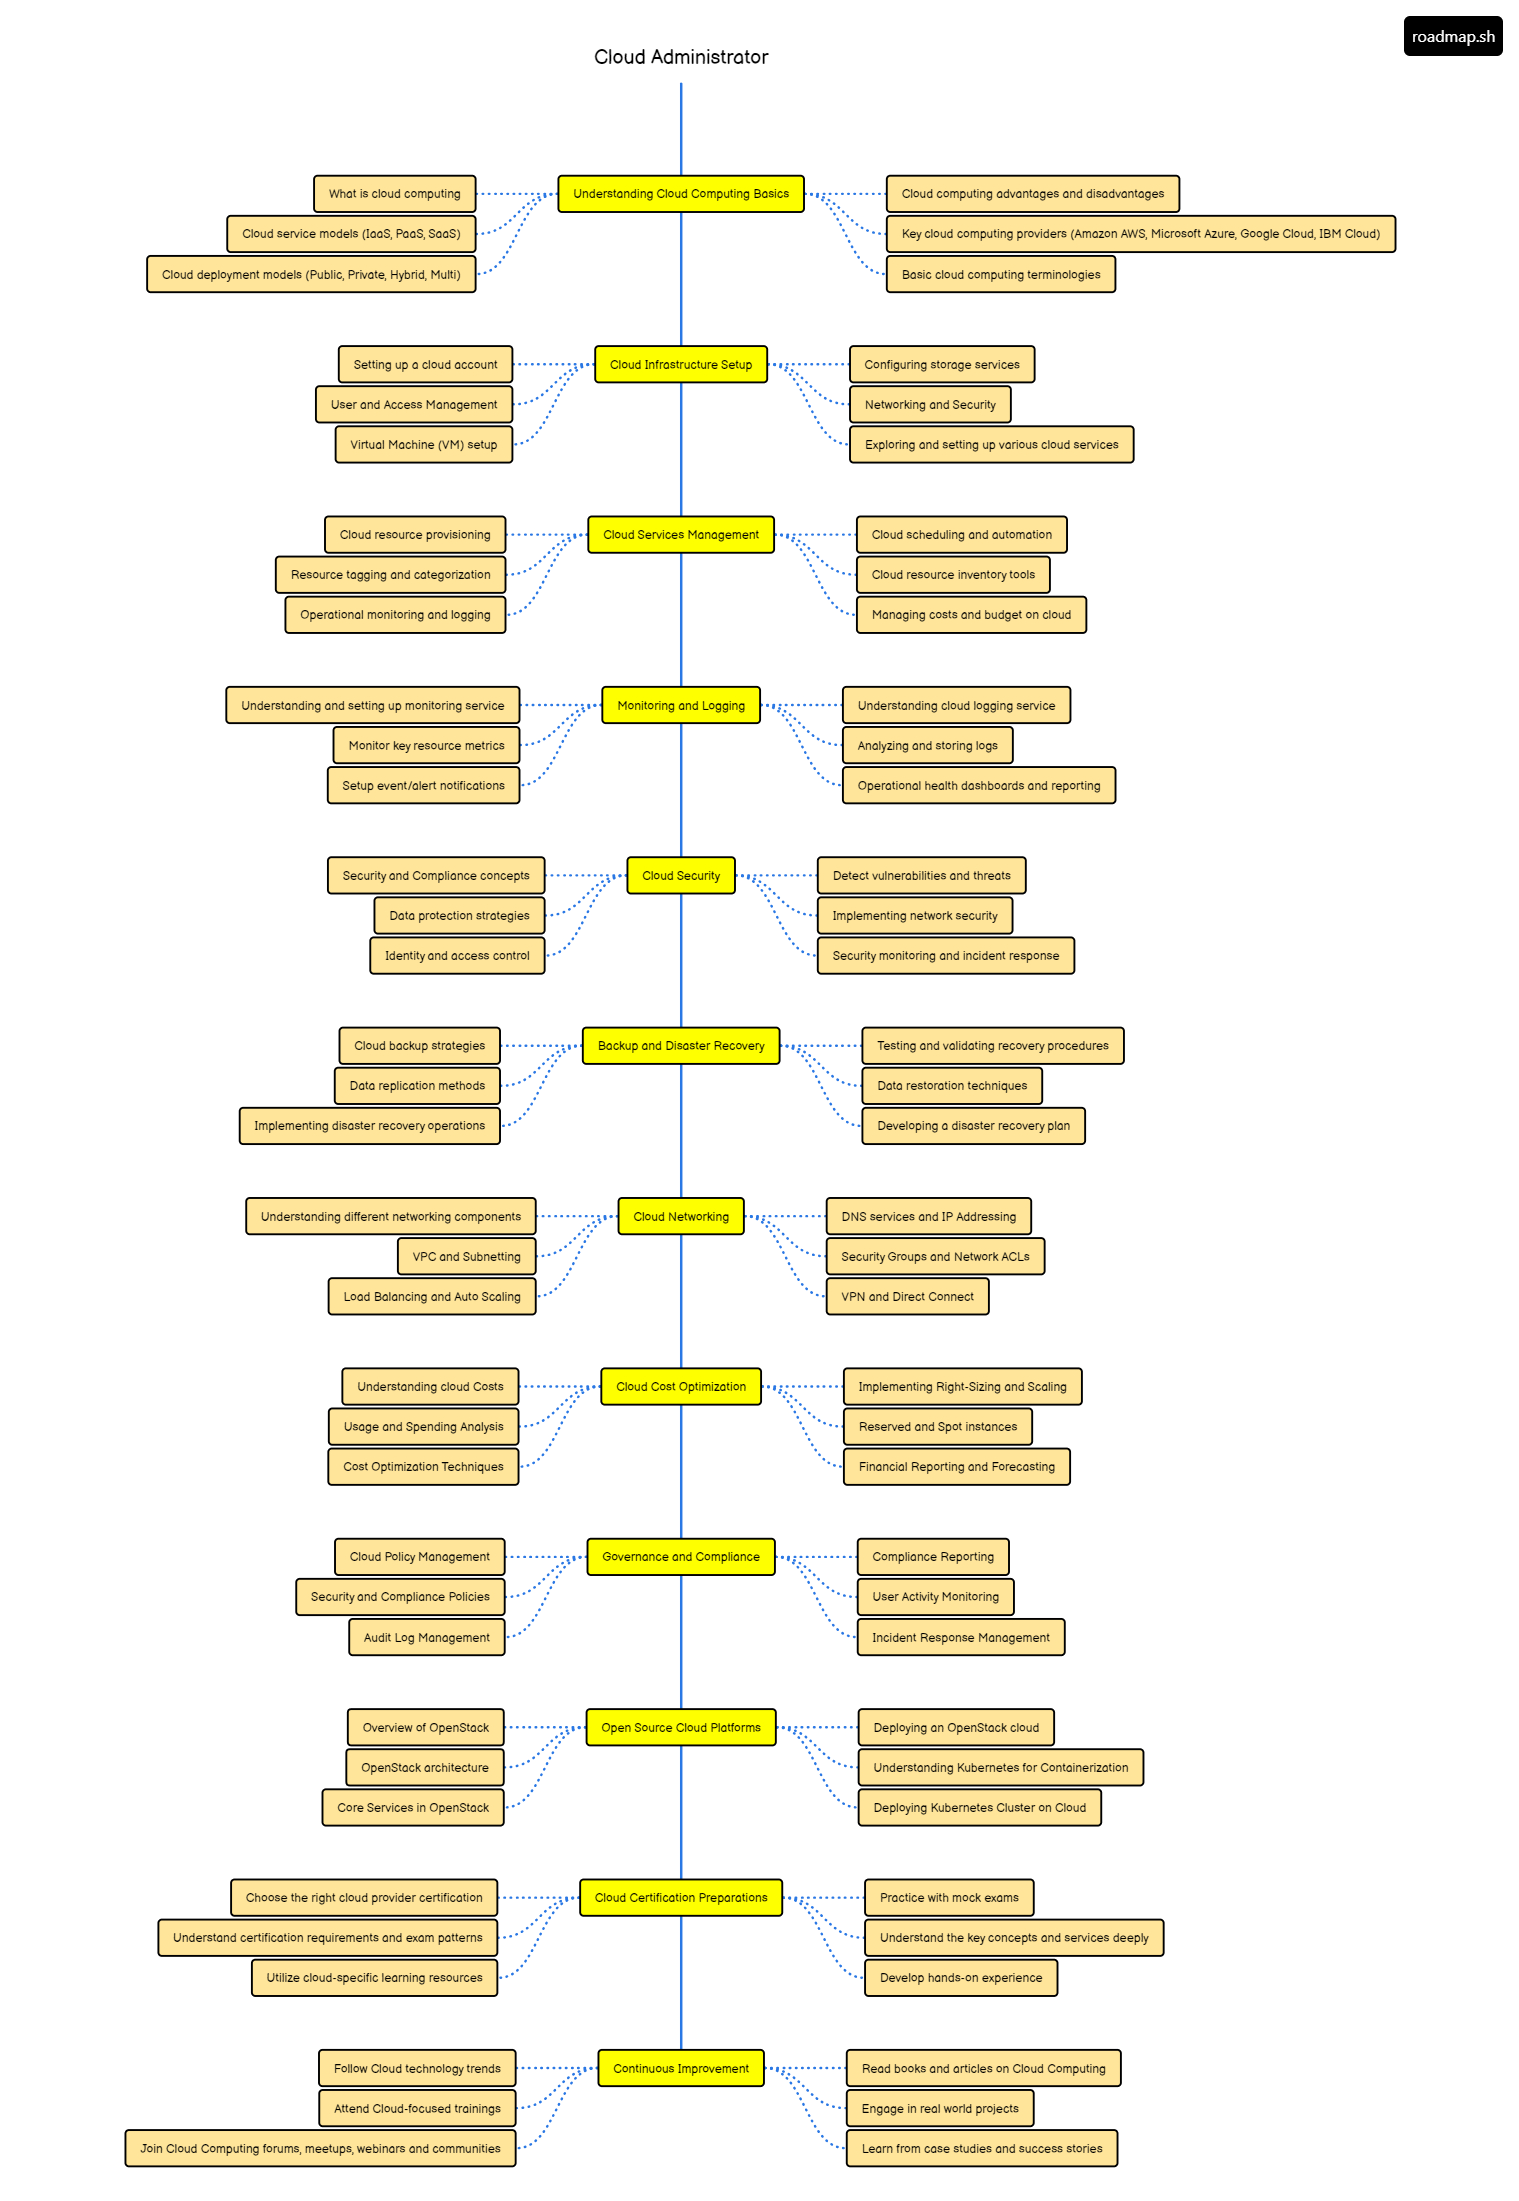 roadmap.sh
Cloud Administrator
Understanding Cloud Computing Basics
What is cloud computing
Cloud service models (IaaS, PaaS, SaaS)
Cloud deployment models (Public, Private, Hybrid, Multi)
Cloud computing advantages and disadvantages
Key cloud computing providers (Amazon AWS, Microsoft Azure, Google Cloud, IBM Cloud)
Basic cloud computing terminologies
Cloud Infrastructure Setup
Setting up a cloud account
User and Access Management
Virtual Machine (VM) setup
Configuring storage services
Networking and Security
Exploring and setting up various cloud services
Cloud Services Management
Cloud resource provisioning
Resource tagging and categorization
Operational monitoring and logging
Cloud scheduling and automation
Cloud resource inventory tools
Managing costs and budget on cloud
Monitoring and Logging
Understanding and setting up monitoring service
Monitor key resource metrics
Setup event/alert notifications
Understanding cloud logging service
Analyzing and storing logs
Operational health dashboards and reporting
Cloud Security
Security and Compliance concepts
Data protection strategies
Identity and access control
Detect vulnerabilities and threats
Implementing network security
Security monitoring and incident response
Backup and Disaster Recovery
Cloud backup strategies
Data replication methods
Implementing disaster recovery operations
Testing and validating recovery procedures
Data restoration techniques
Developing a disaster recovery plan
Cloud Networking
Understanding different networking components
VPC and Subnetting
Load Balancing and Auto Scaling
DNS services and IP Addressing
Security Groups and Network ACLs
VPN and Direct Connect
Cloud Cost Optimization
Understanding cloud Costs
Usage and Spending Analysis
Cost Optimization Techniques
Implementing Right-Sizing and Scaling
Reserved and Spot instances
Financial Reporting and Forecasting
Governance and Compliance
Cloud Policy Management
Security and Compliance Policies
Audit Log Management
Compliance Reporting
User Activity Monitoring
Incident Response Management
Open Source Cloud Platforms
Overview of OpenStack
OpenStack architecture
Core Services in OpenStack
Deploying an OpenStack cloud
Understanding Kubernetes for Containerization
Deploying Kubernetes Cluster on Cloud
Cloud Certification Preparations
Choose the right cloud provider certification
Understand certification requirements and exam patterns
Utilize cloud-specific learning resources
Practice with mock exams
Understand the key concepts and services deeply
Develop hands-on experience
Continuous Improvement
Follow Cloud technology trends
Attend Cloud-focused trainings
Join Cloud Computing forums, meetups, webinars and communities
Read books and articles on Cloud Computing
Engage in real world projects
Learn from case studies and success stories